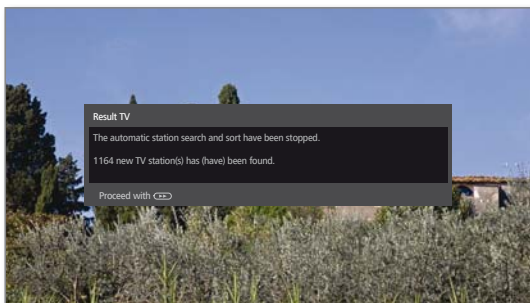 Result TV
The automatic station search and sort have been stopped.
1164 new TV station(s) has (have) been found.
Proceed with